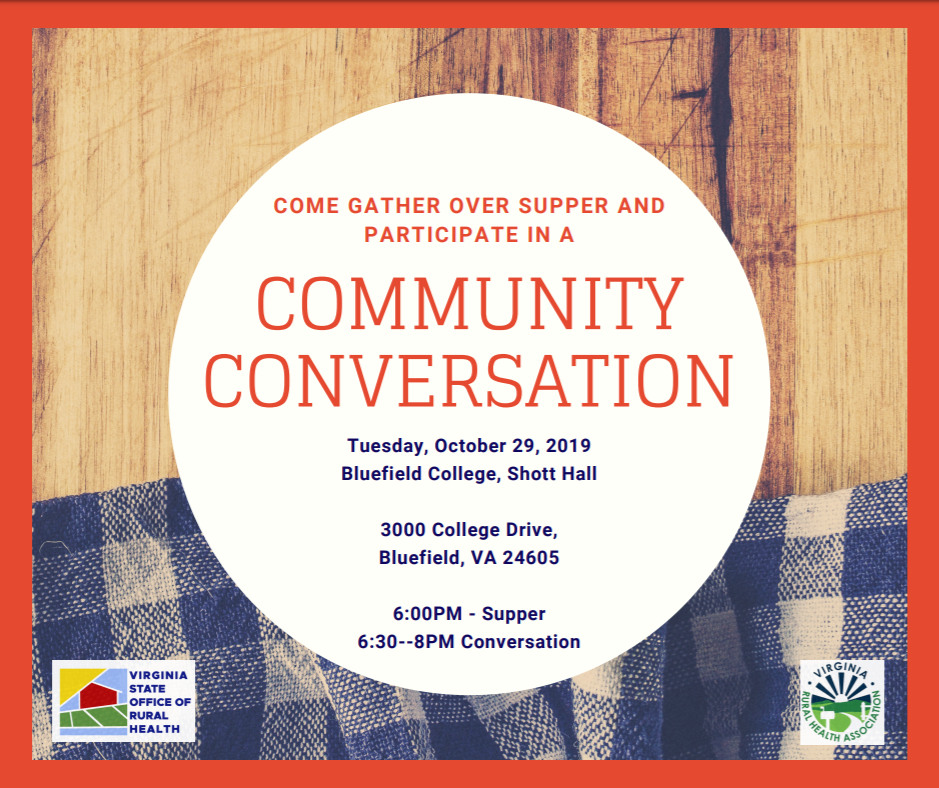 COME GATHER OVER SUPPER AND
PARTICIPATE IN A
COMMUNITY
CONVERSATION
Tuesday, October 29, 2019
Bluefield College, Shott Hall
3000 College Drive,
Bluefield, VA 24605
6:00PM - Supper
6:30--8PM Conversation
VIRGINIA
STATE
OFFICE OF
RURAL
HEALTH
· VIRGINIA ·
RURAL HEALTH ASSOCIATION